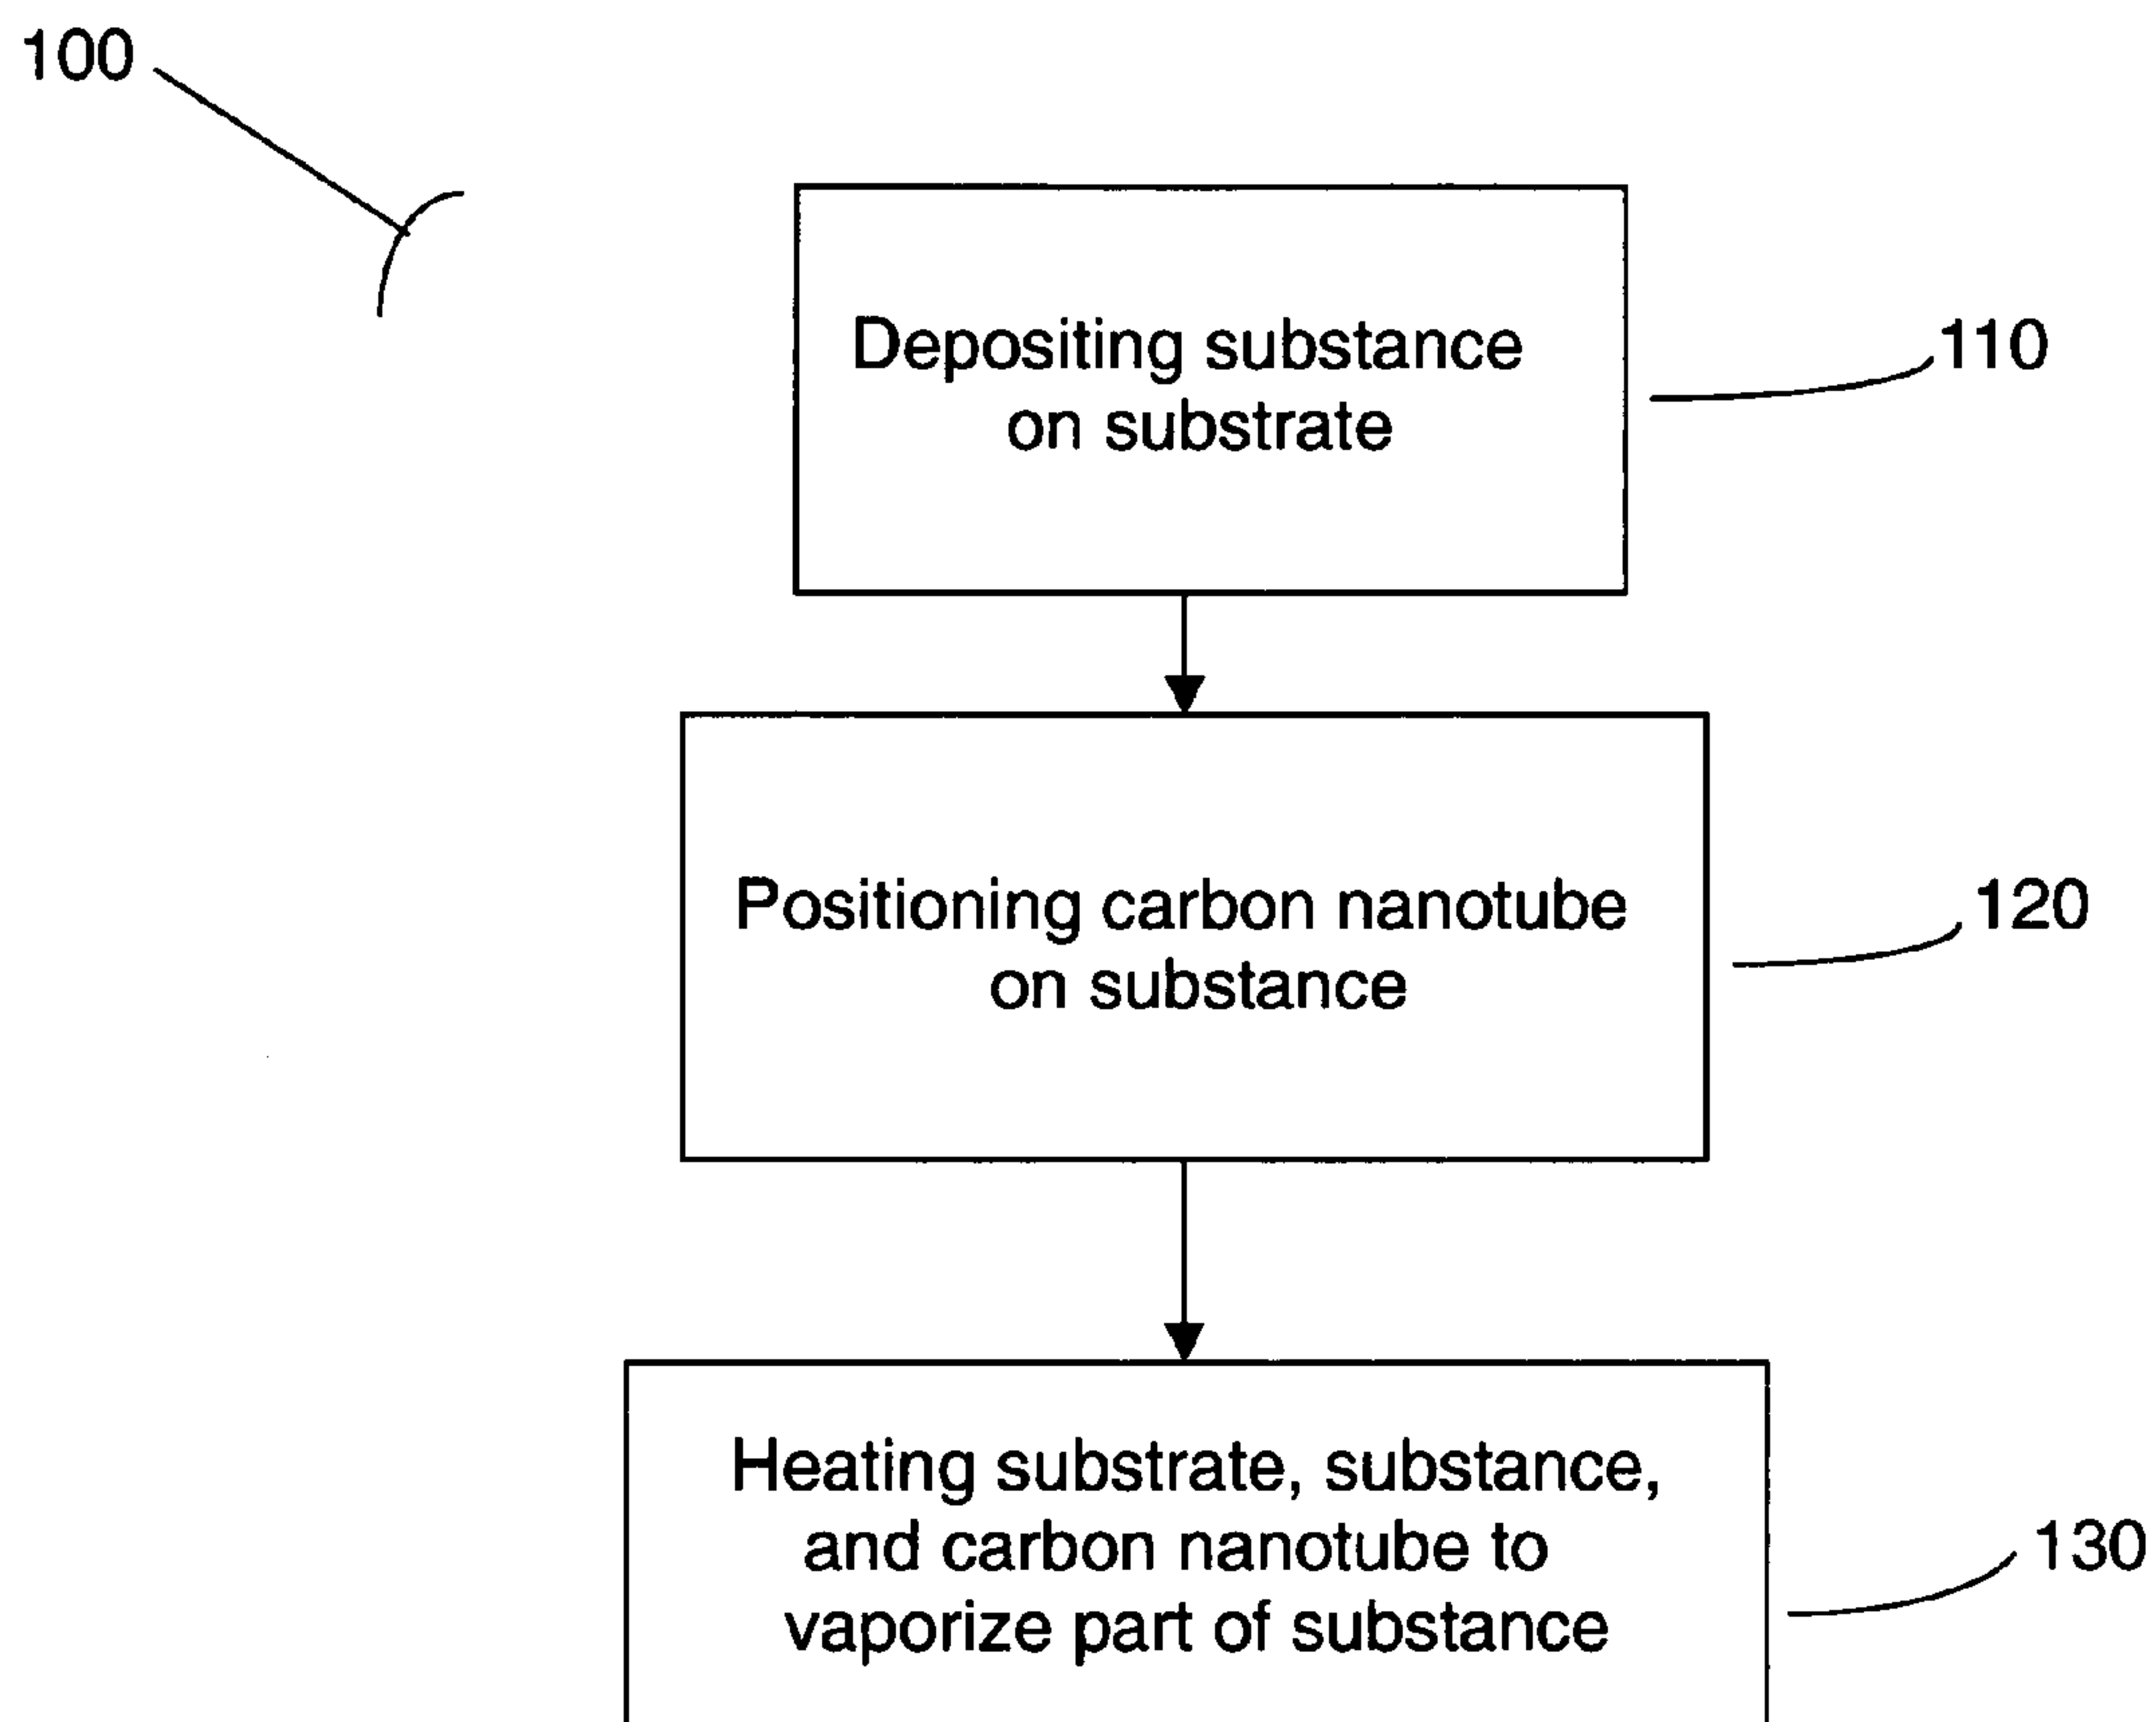 100
Depositing substance
on substrate
110
Positioning carbon nanotube
on substance
120
Heating substrate, substance,
and carbon nanotube to
vaporize part of substance
130